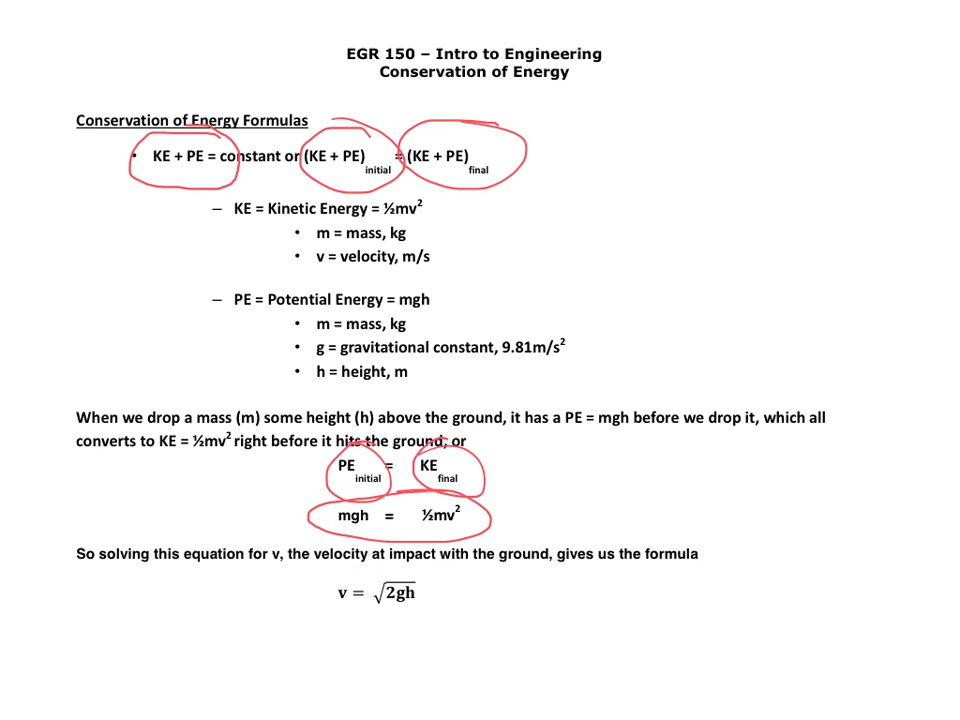 EGR 150 – Intro to Engineering
Conservation of Energy
Conservation of Energy Formulas
• KE + PE = constant or (KE + PE)initial = (KE + PE)final
– KE = Kinetic Energy = ½mv²
• m = mass, kg
• v = velocity, m/s
– PE = Potential Energy = mgh
• m = mass, kg
• g = gravitational constant, 9.81m/s²
• h = height, m
When we drop a mass (m) some height (h) above the ground, it has a PE = mgh before we drop it, which all
converts to KE = ½mv² right before it hits the ground, or
PEinitial = KEfinal
mgh = ½mv²
So solving this equation for v, the velocity at impact with the ground, gives us the formula
v = √2gh